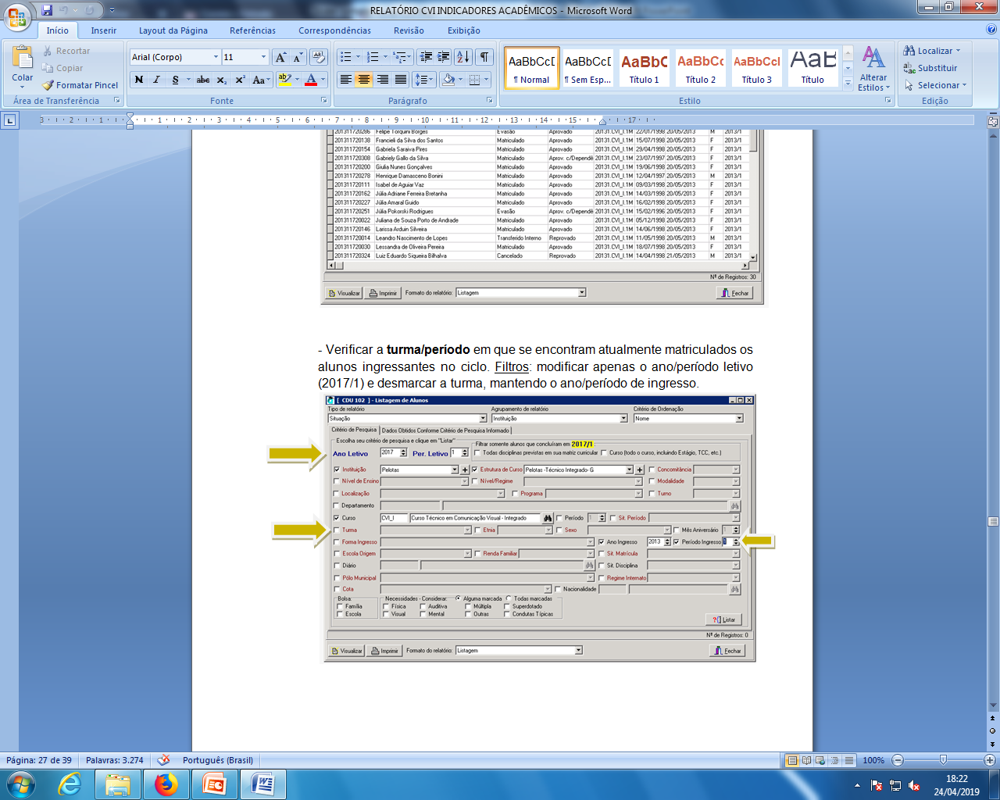 RELATÓRIO CVI INDICADORES ACADÊMICOS - Microsoft Word
Início Inserir Layout da Página Referências Correspondências Revisão Exibição
Colar
Recortar
Copiar
Formatar Pincel
Área de Transferência
Arial (Corpo) 11
N I S abc x₂ x² Aa
Fonte
Parágrafo
AaBbCcD AaBbCcD AaBbC AaBbCc AaBbCcI AaB
¶ Normal ¶ Sem Esp... Título 1 Título 2 Título 3 Título
Alterar Estilos
Estilo
Localizar
Substituir
Selecionar
Edição
3 2 1 1 2 3 4 5 6 7 8 9 10 11 12 13 14 15 17
201311720286 Felipe Torquini Borges Evasão Aprovado 20131.CVI_I.1M 22/01/1998 20/05/2013 M 2013/1
201311720138 Francieli da Silva dos Santos Matriculado Aprovado 20131.CVI_I.1M 15/07/1998 20/05/2013 F 2013/1
201311720154 Gabriela Saraiva Pires Matriculado Aprovado 20131.CVI_I.1M 29/04/1998 20/05/2013 F 2013/1
201311720308 Gabriely Gallo da Silva Matriculado Aprov. c/Dependê 20131.CVI_I.1M 23/07/1997 20/05/2013 F 2013/1
201311720200 Giulia Nunes Gonçalves Matriculado Aprovado 20131.CVI_I.1M 19/06/1998 20/05/2013 F 2013/1
201311720278 Henrique Damasceno Bonini Matriculado Aprovado 20131.CVI_I.1M 12/04/1997 20/05/2013 M 2013/1
201311720111 Isabel de Aguiar Vaz Matriculado Aprovado 20131.CVI_I.1M 09/03/1998 20/05/2013 F 2013/1
201311720162 Júlia Adriane Ferreira Bretanha Matriculado Aprovado 20131.CVI_I.1M 14/03/1998 20/05/2013 F 2013/1
201311720227 Júlia Amaral Guido Matriculado Aprovado 20131.CVI_I.1M 16/02/1998 20/05/2013 F 2013/1
201311720251 Júlia Pokorski Rodrigues Evasão Aprov. c/Dependê 20131.CVI_I.1M 15/02/1996 20/05/2013 F 2013/1
201311720022 Juliana de Souza Porto de Andrade Matriculado Aprovado 20131.CVI_I.1M 05/12/1998 20/05/2013 F 2013/1
201311720146 Larissa Arduin Silveira Matriculado Aprovado 20131.CVI_I.1M 14/06/1998 20/05/2013 F 2013/1
201311720014 Leandro Nascimento de Lopes Transferido Interno Reprovado 20131.CVI_I.1M 11/05/1998 20/05/2013 M 2013/1
201311720030 Lessandra de Oliveira Pereira Matriculado Aprovado 20131.CVI_I.1M 18/07/1998 20/05/2013 F 2013/1
201311720324 Luiz Eduardo Siqueira Bilhalva Cancelado Reprovado 20131.CVI_I.1M 14/04/1998 21/05/2013 M 2013/1
Nº de Registros: 30
Visualizar Imprimir Formato do relatório: Listagem Fechar
- Verificar a turma/período em que se encontram atualmente matriculados os
alunos ingressantes no ciclo. Filtros: modificar apenas o ano/período letivo
(2017/1) e desmarcar a turma, mantendo o ano/período de ingresso.
[ CDU 102 ] - Listagem de Alunos
Tipo de relatório Agrupamento de relatório Critério de Ordenação
Situação Instituição Nome
Critério de Pesquisa Dados Obtidos Conforme Critério de Pesquisa Informado
Escolha seu critério de pesquisa e clique em "Listar" Filtrar somente alunos que concluíram em 2017/1
Ano Letivo 2017 Per. Letivo 1 Todas disciplinas previstas em sua matriz curricular Curso (todo o curso, incluindo Estágio, TCC, etc.)
Instituição Pelotas Estrutura de Curso Pelotas -Técnico Integrado- G Concomitância
Nível de Ensino Nível/Regime Modalidade
Localização Programa Turno
Departamento
Curso CVI_I Curso Técnico em Comunicação Visual - Integrado Período 1 Sit. Período
Turma Etnia Sexo Mês Aniversário 1
Forma Ingresso Ano Ingresso 2013 Período Ingresso 1
Escola Origem Renda Familiar Sit. Matrícula
Diário Sit. Disciplina
Pólo Municipal Regime Internato
Cota Nacionalidade
Bolsa: Necessidades - Considerar: Alguma marcada Todas marcadas
Família Física Auditiva Múltipla Superdotado
Escola Visual Mental Outras Condutas Típicas
Listar
Nº de Registros: 0
Visualizar Imprimir Formato do relatório: Listagem Fechar
Página: 27 de 39 Palavras: 3.274 Português (Brasil) 100%
18:22
24/04/2019